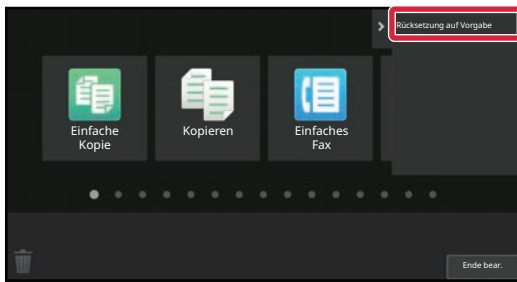 Rücksetzung auf Vorgabe
Einfache
Kopie
Kopieren
Einfaches
Fax
Ende bear.